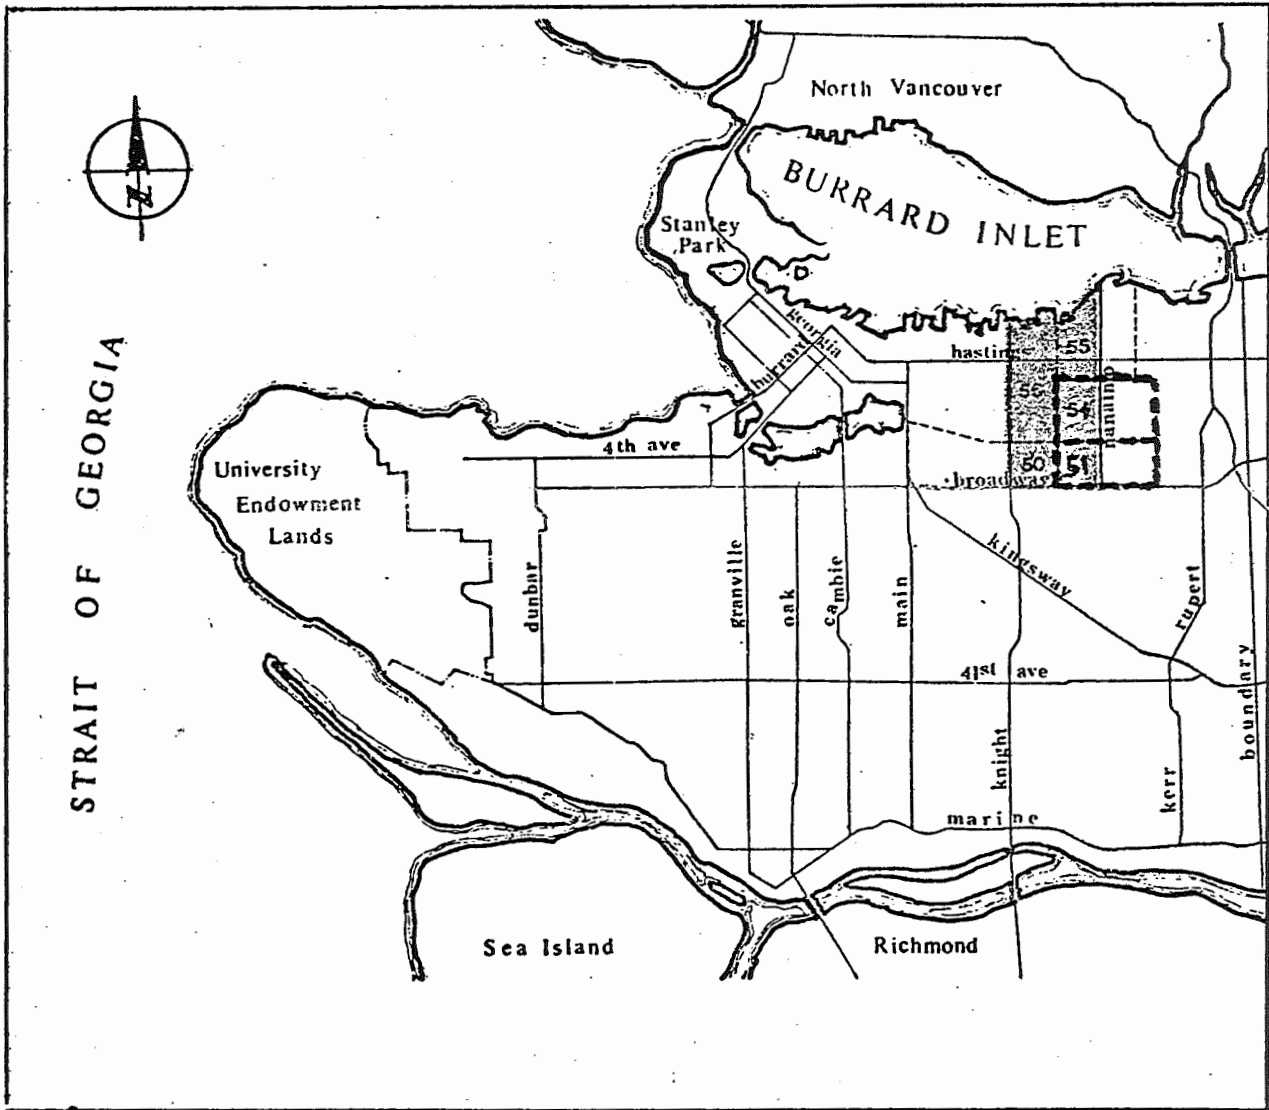 North Vancouver
BURRARD INLET
N
Stanley
Park
georgia
burrard
hastin
55
54
nanaimo
50
51
broadway
4th ave
STRAIT OF GEORGIA
University
Endowment
Lands
dunbar
granville
oak
cambie
main
kingsway
rupert
41st ave
boundary
knight
kerr
marine
Sea Island
Richmond